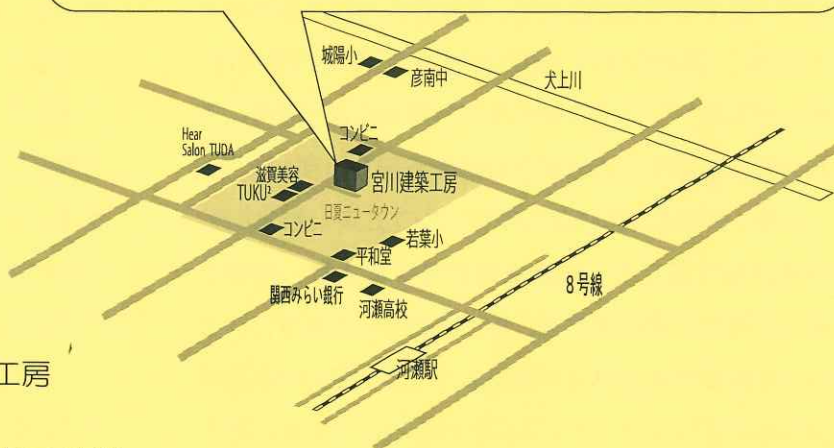 城陽小
彦南中
犬上川
コンビニ
Hear
Salon TUDA
滋賀美容
TUKU²
宮川建築工房
日夏ニュータウン
コンビニ
若葉小
平和堂
関西みらい銀行
河瀬高校
8号線
河瀬駅
工房